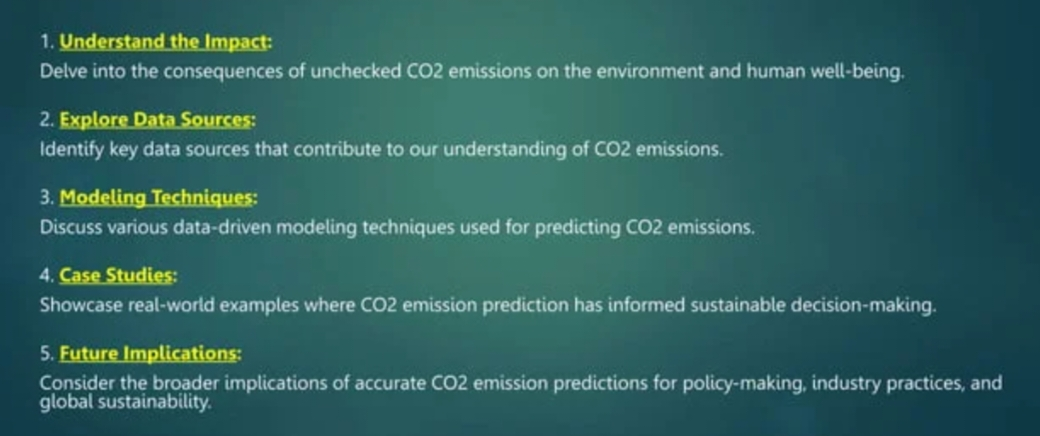 1. Understand the Impact:
Delve into the consequences of unchecked CO2 emissions on the environment and human well-being.
2. Explore Data Sources:
Identify key data sources that contribute to our understanding of CO2 emissions.
3. Modeling Techniques:
Discuss various data-driven modeling techniques used for predicting CO2 emissions.
4. Case Studies:
Showcase real-world examples where CO2 emission prediction has informed sustainable decision-making.
5. Future Implications:
Consider the broader implications of accurate CO2 emission predictions for policy-making, industry practices, and
global sustainability.